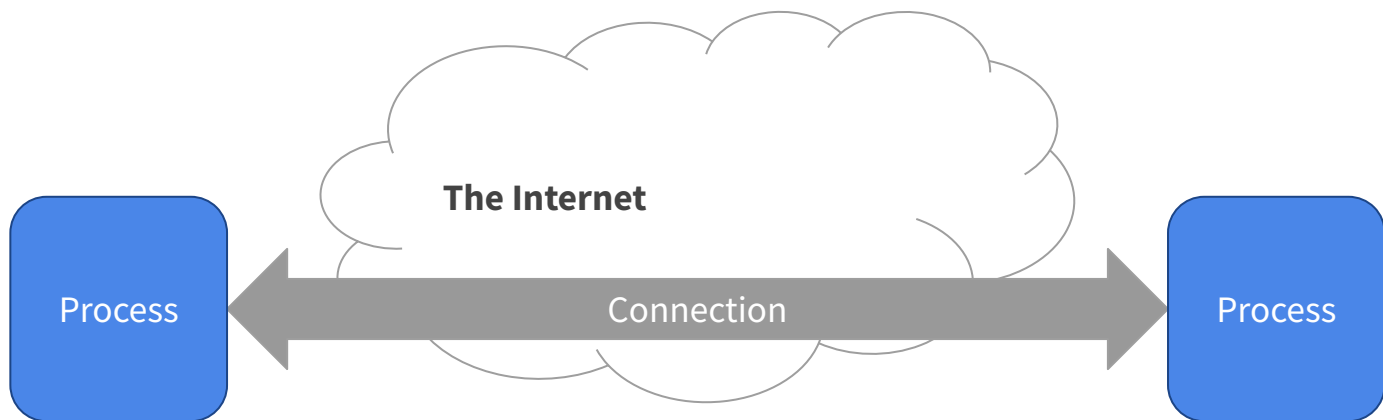 The Internet
Process
Connection
Process